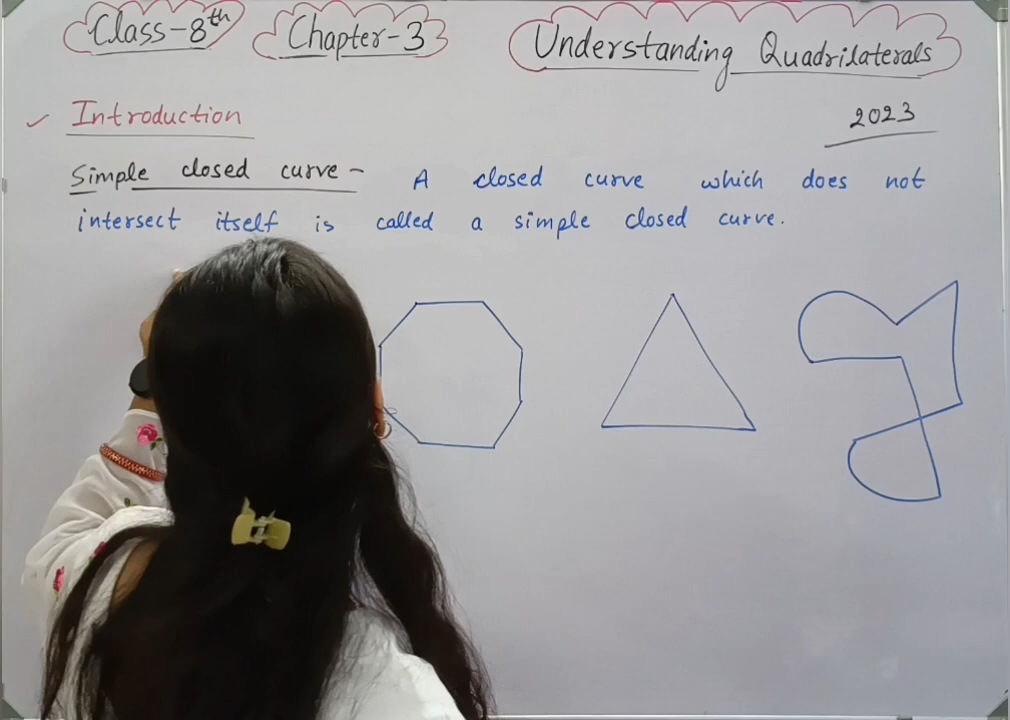 Class-8th Chapter-3 Understanding Quadrilaterals
Introduction
2023
Simple closed curve - A closed curve which does not
intersect itself is called a simple closed curve.